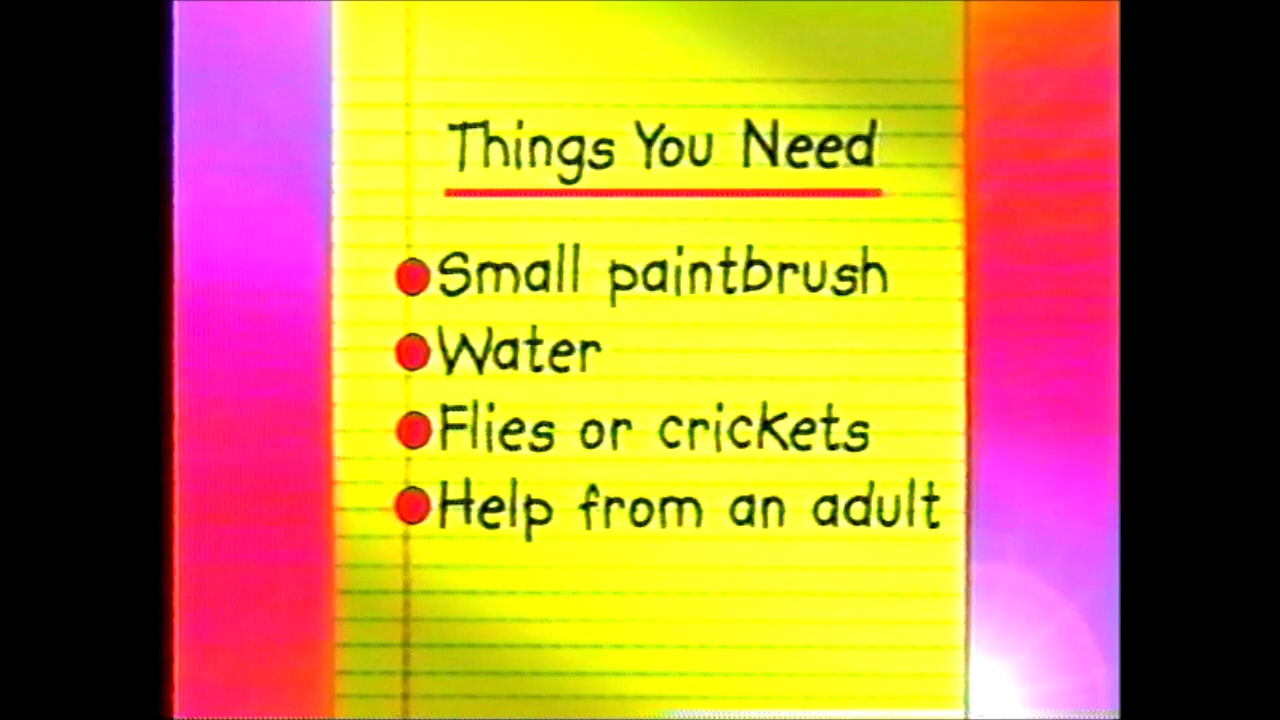 Things You Need
Small paintbrush
Water
Flies or crickets
Help from an adult